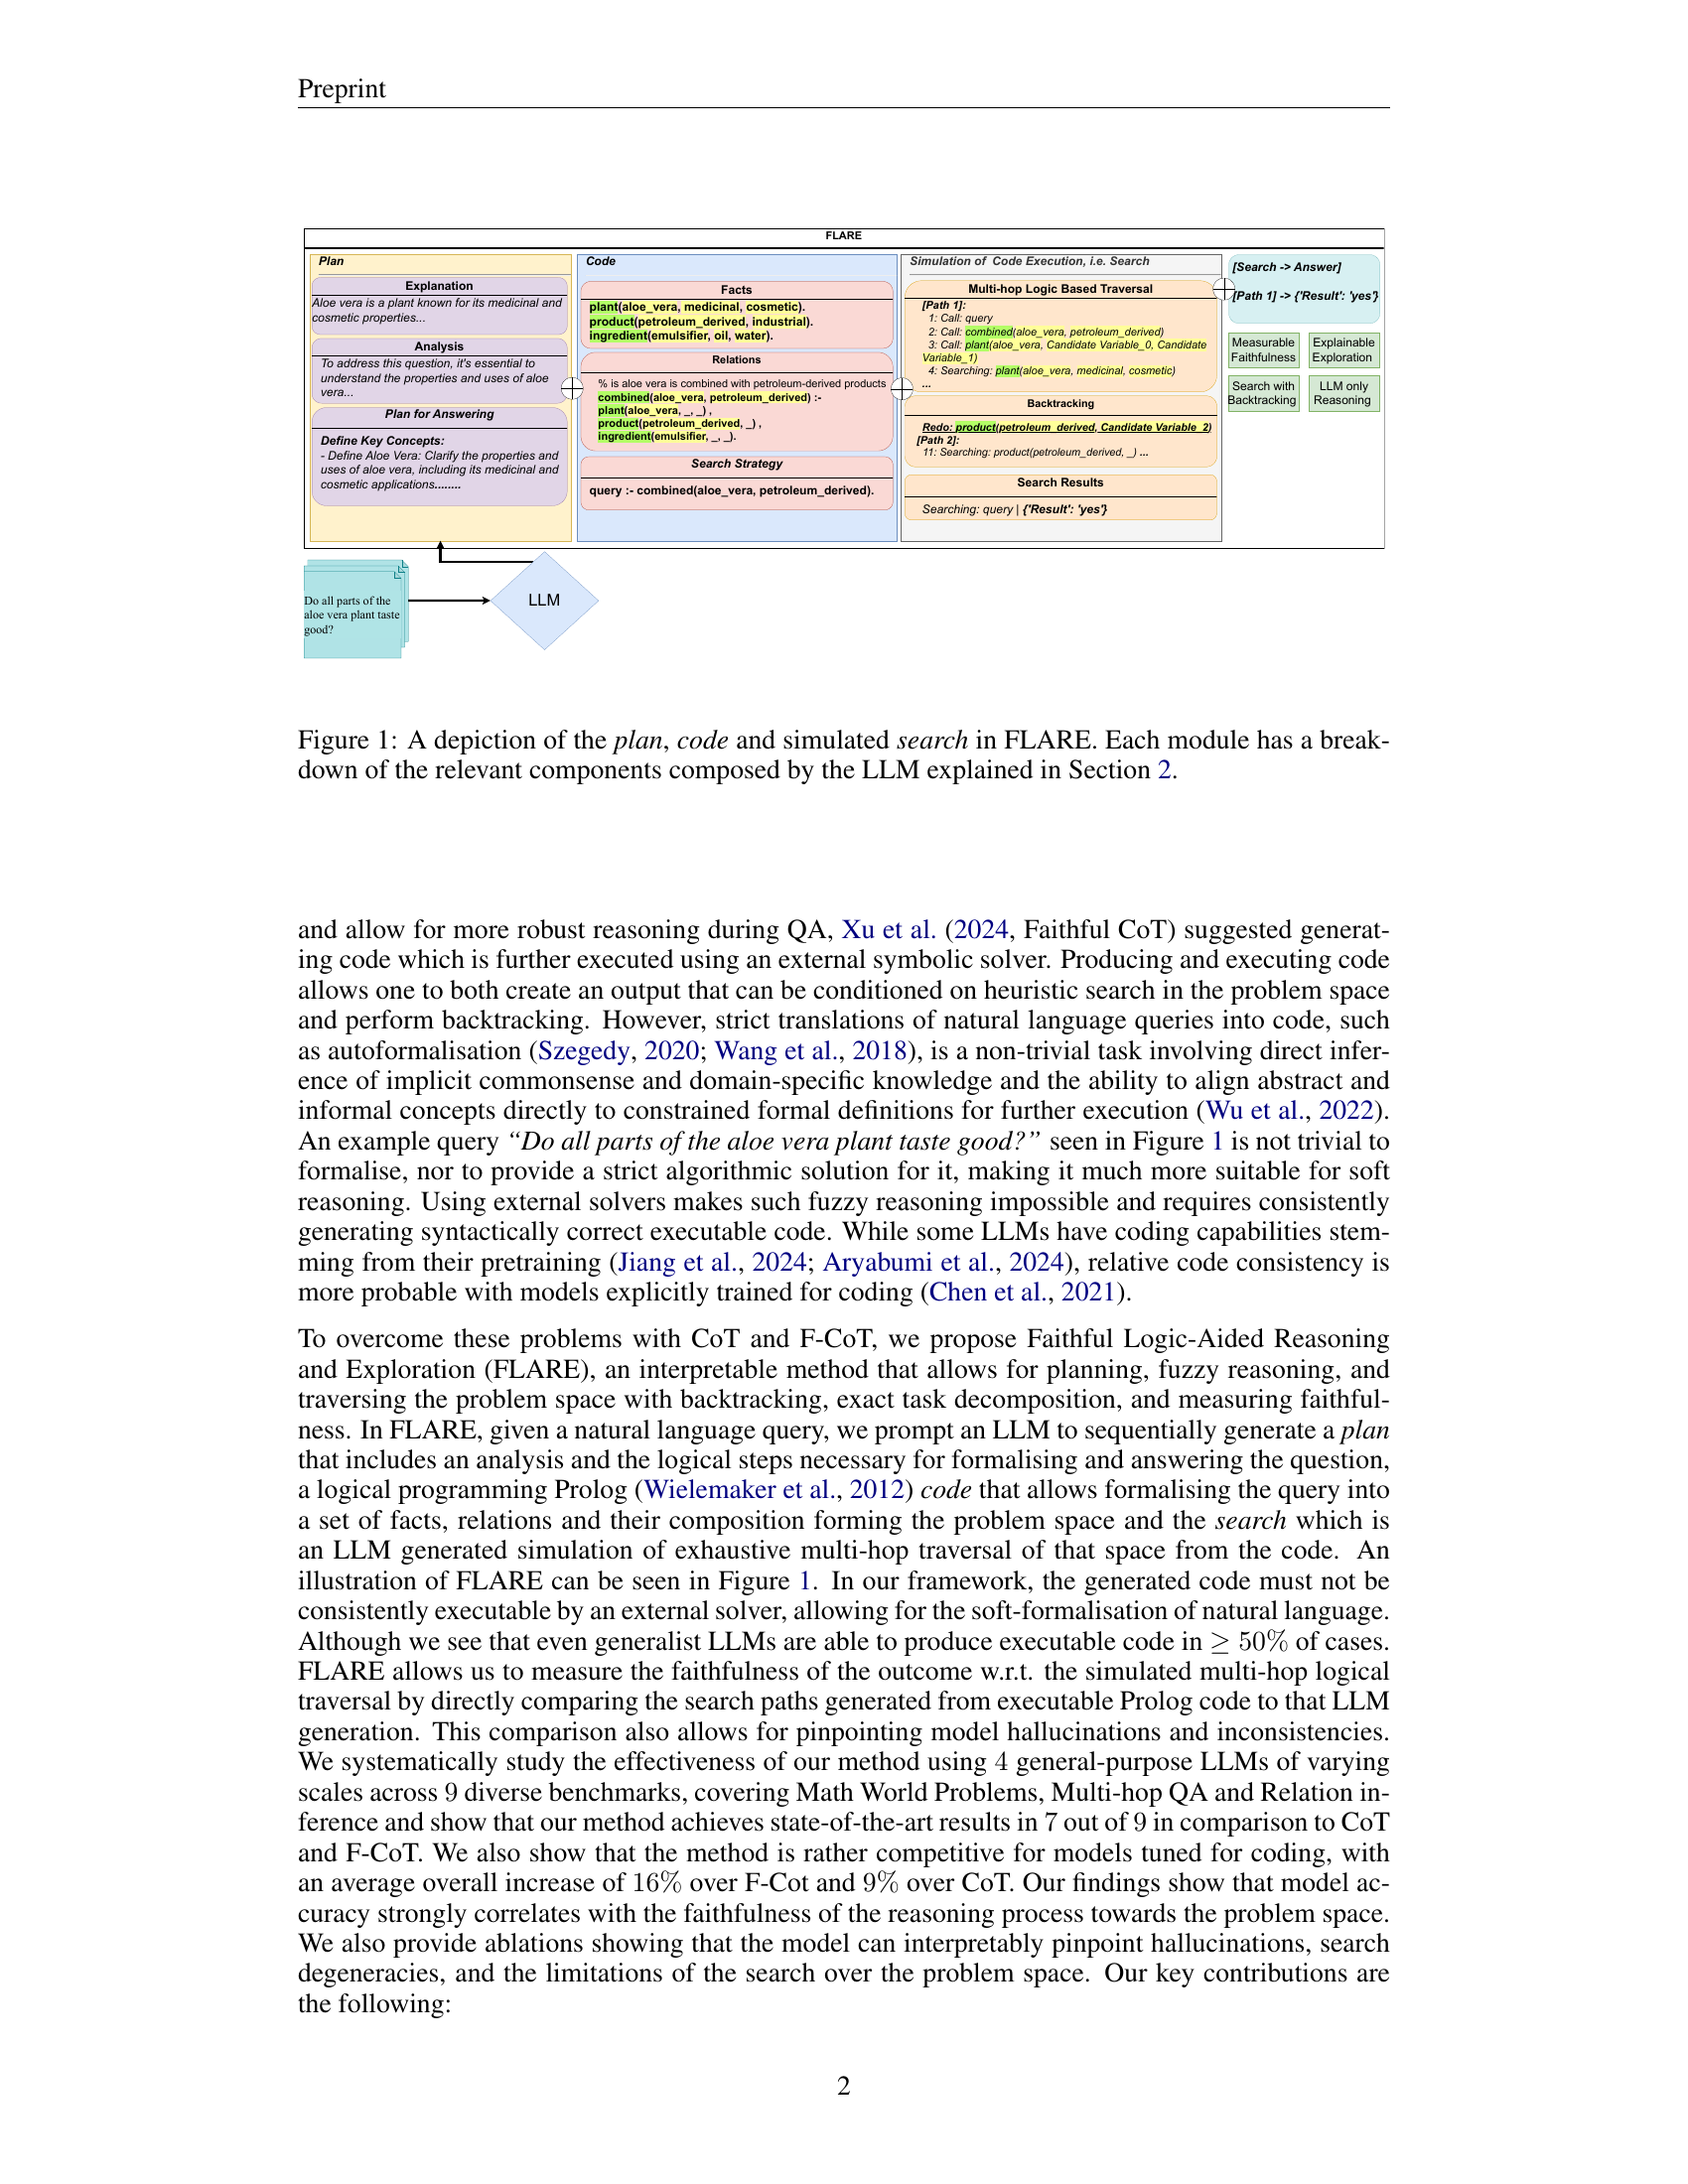 Preprint
FLARE
Plan
Explanation
Aloe vera is a plant known for its medicinal and
cosmetic properties...
Analysis
To address this question, it's essential to
understand the properties and uses of aloe
vera...
Plan for Answering
Define Key Concepts:
- Define Aloe Vera: Clarify the properties and
uses of aloe vera, including its medicinal and
cosmetic applications........
Code
Facts
plant(aloe_vera, medicinal, cosmetic).
product(petroleum_derived, industrial).
ingredient(emulsifier, oil, water).
Relations
% is aloe vera is combined with petroleum-derived products
combined(aloe_vera, petroleum_derived) :-
plant(aloe_vera, _, _) ,
product(petroleum_derived, _) ,
ingredient(emulsifier, _, _).
Search Strategy
query :- combined(aloe_vera, petroleum_derived).
Simulation of Code Execution, i.e. Search
Multi-hop Logic Based Traversal
[Path 1]:
1: Call: query
2: Call: combined(aloe_vera, petroleum_derived)
3: Call: plant(aloe_vera, Candidate Variable_0, Candidate
Variable_1)
4: Searching: plant(aloe_vera, medicinal, cosmetic)
...
Backtracking
Redo: product(petroleum_derived, Candidate Variable_2)
[Path 2]:
11: Searching: product(petroleum_derived, _) ...
Search Results
Searching: query | {'Result': 'yes'}
[Search -> Answer]
[Path 1] -> {'Result': 'yes'}
Measurable
Faithfulness
Explainable
Exploration
Search with
Backtracking
LLM only
Reasoning
Do all parts of the
aloe vera plant taste
good?
LLM
Figure 1: A depiction of the plan, code and simulated search in FLARE. Each module has a break-
down of the relevant components composed by the LLM explained in Section 2.
and allow for more robust reasoning during QA, Xu et al. (2024, Faithful CoT) suggested generat-
ing code which is further executed using an external symbolic solver. Producing and executing code
allows one to both create an output that can be conditioned on heuristic search in the problem space
and perform backtracking. However, strict translations of natural language queries into code, such
as autoformalisation (Szegedy, 2020; Wang et al., 2018), is a non-trivial task involving direct infer-
ence of implicit commonsense and domain-specific knowledge and the ability to align abstract and
informal concepts directly to constrained formal definitions for further execution (Wu et al., 2022).
An example query “Do all parts of the aloe vera plant taste good?” seen in Figure 1 is not trivial to
formalise, nor to provide a strict algorithmic solution for it, making it much more suitable for soft
reasoning. Using external solvers makes such fuzzy reasoning impossible and requires consistently
generating syntactically correct executable code. While some LLMs have coding capabilities stem-
ming from their pretraining (Jiang et al., 2024; Aryabumi et al., 2024), relative code consistency is
more probable with models explicitly trained for coding (Chen et al., 2021).
To overcome these problems with CoT and F-CoT, we propose Faithful Logic-Aided Reasoning
and Exploration (FLARE), an interpretable method that allows for planning, fuzzy reasoning, and
traversing the problem space with backtracking, exact task decomposition, and measuring faithful-
ness. In FLARE, given a natural language query, we prompt an LLM to sequentially generate a plan
that includes an analysis and the logical steps necessary for formalising and answering the question,
a logical programming Prolog (Wielemaker et al., 2012) code that allows formalising the query into
a set of facts, relations and their composition forming the problem space and the search which is
an LLM generated simulation of exhaustive multi-hop traversal of that space from the code. An
illustration of FLARE can be seen in Figure 1. In our framework, the generated code must not be
consistently executable by an external solver, allowing for the soft-formalisation of natural language.
Although we see that even generalist LLMs are able to produce executable code in ≥ 50% of cases.
FLARE allows us to measure the faithfulness of the outcome w.r.t. the simulated multi-hop logical
traversal by directly comparing the search paths generated from executable Prolog code to that LLM
generation. This comparison also allows for pinpointing model hallucinations and inconsistencies.
We systematically study the effectiveness of our method using 4 general-purpose LLMs of varying
scales across 9 diverse benchmarks, covering Math World Problems, Multi-hop QA and Relation in-
ference and show that our method achieves state-of-the-art results in 7 out of 9 in comparison to CoT
and F-CoT. We also show that the method is rather competitive for models tuned for coding, with
an average overall increase of 16% over F-Cot and 9% over CoT. Our findings show that model ac-
curacy strongly correlates with the faithfulness of the reasoning process towards the problem space.
We also provide ablations showing that the model can interpretably pinpoint hallucinations, search
degeneracies, and the limitations of the search over the problem space. Our key contributions are
the following:
2